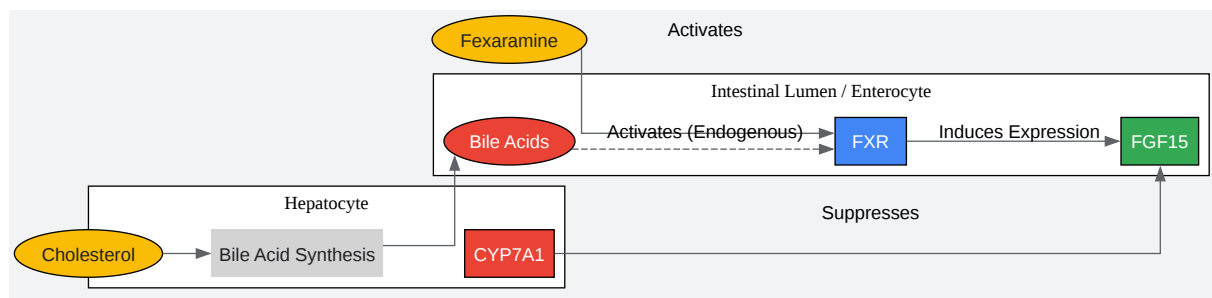 Activates
Fexaramine
Intestinal Lumen / Enterocyte
Activates (Endogenous)
Induces Expression
Bile Acids
FXR
FGF15
Hepatocyte
Suppresses
Cholesterol
Bile Acid Synthesis
CYP7A1